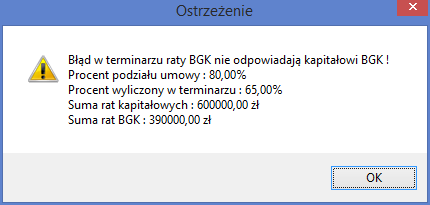 Ostrzeżenie
Błąd w terminarzu raty BGK nie odpowiadają kapitałowi BGK !
Procent podziału umowy : 80,00%
Procent wyliczony w terminarzu : 65,00%
Suma rat kapitałowych : 600000,00 zł
Suma rat BGK : 390000,00 zł
OK